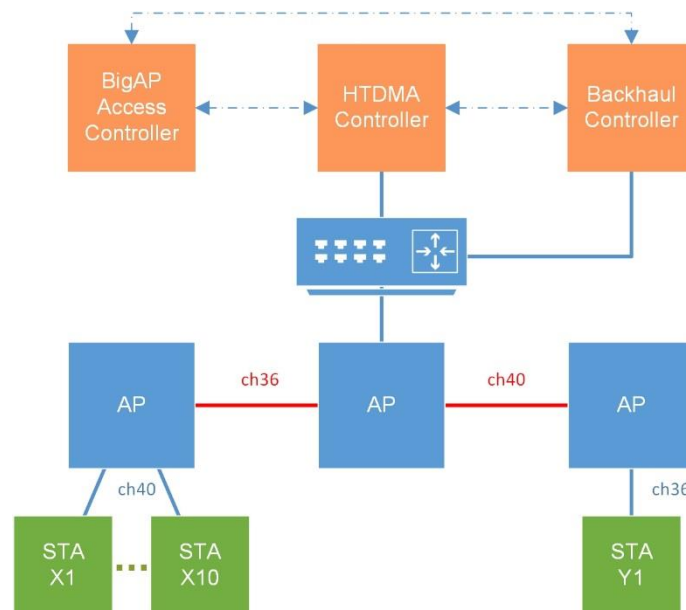 BigAP
Access
Controller
HTDMA
Controller
Backhaul
Controller
AP
ch36
AP
ch40
AP
ch40
ch36
STA
X1
STA
X10
STA
Y1